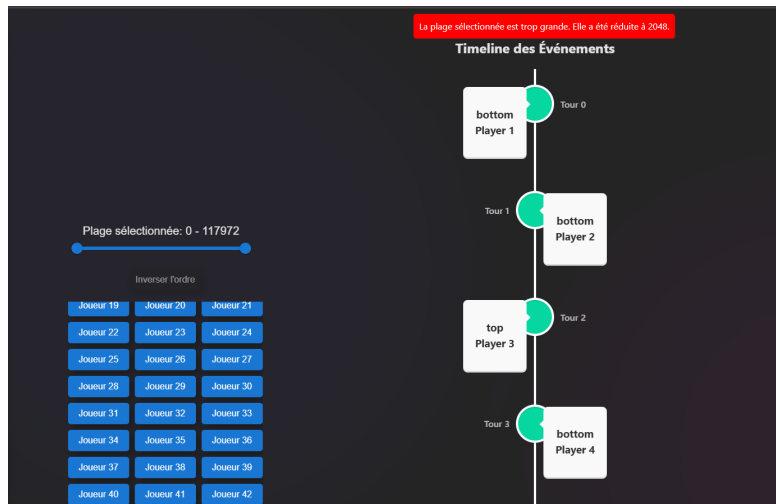 La plage sélectionnée est trop grande. Elle a été réduite à 2048.
Timeline des Événements
bottom
Player 1
Tour 0
Tour 1
bottom
Player 2
top
Player 3
Tour 2
Tour 3
bottom
Player 4
Plage sélectionnée: 0 - 117972
Inverser l'ordre
Joueur 19 Joueur 20 Joueur 21
Joueur 22 Joueur 23 Joueur 24
Joueur 25 Joueur 26 Joueur 27
Joueur 28 Joueur 29 Joueur 30
Joueur 31 Joueur 32 Joueur 33
Joueur 34 Joueur 35 Joueur 36
Joueur 37 Joueur 38 Joueur 39
Joueur 40 Joueur 41 Joueur 42